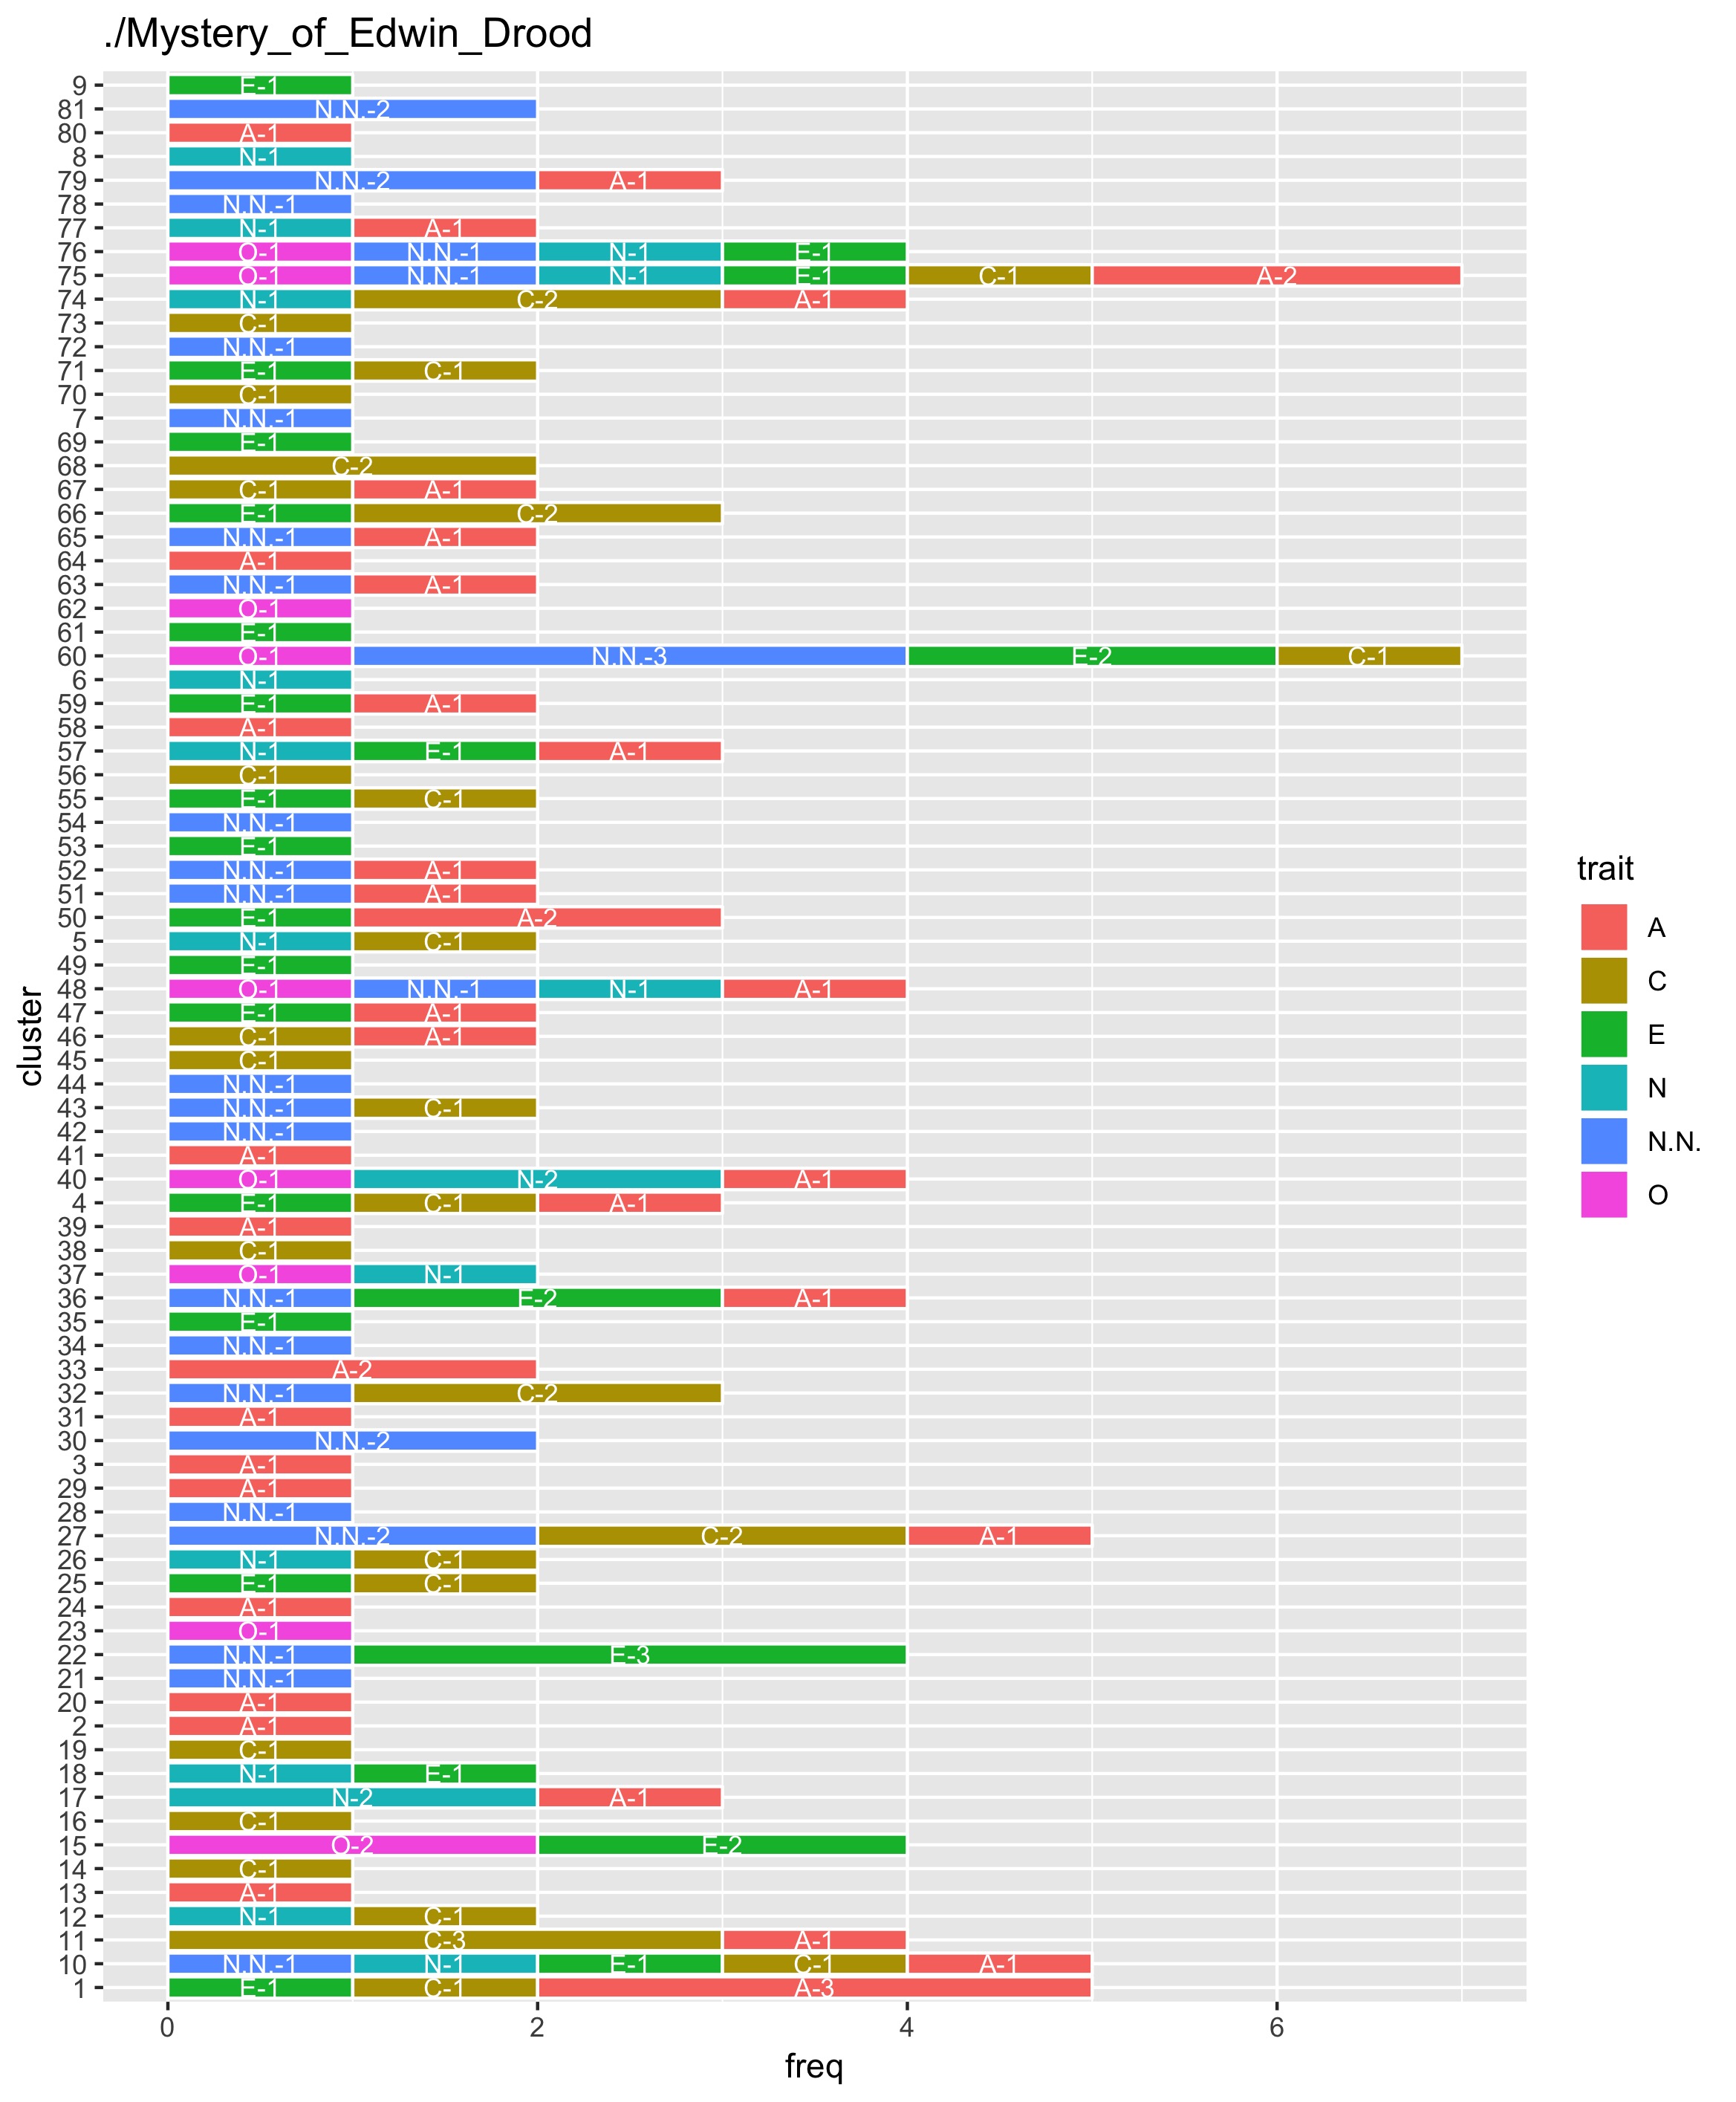 ./Mystery_of_Edwin_Drood
9 E-1
81 N.N.-2
80 A-1
8 N-1
79 N.N.-2 A-1
78 N.N.-1
77 N-1 A-1
76 O-1 N.N.-1 N-1 E-1
75 O-1 N.N.-1 N-1 E-1 C-1 A-2
74 N-1 C-2 A-1
73 C-1
72 N.N.-1
71 E-1 C-1
70 C-1
7 N.N.-1
69 E-1
68 C-2
67 C-1 A-1
66 E-1 C-2
65 N.N.-1 A-1
64 A-1
63 N.N.-1 A-1
62 O-1
61 E-1
60 O-1 N.N.-3 E-2 C-1
6 N-1
59 E-1 A-1
58 A-1
57 N-1 E-1 A-1
56 C-1
55 E-1 C-1
54 N.N.-1
53 E-1
52 N.N.-1 A-1
51 N.N.-1 A-1
50 E-1 A-2
5 N-1 C-1
49 E-1
48 O-1 N.N.-1 N-1 A-1
47 E-1 A-1
46 C-1 A-1
45 C-1
44 N.N.-1
43 N.N.-1 C-1
42 N.N.-1
41 A-1
40 O-1 N-2 A-1
4 E-1 C-1 A-1
39 A-1
38 C-1
37 O-1 N-1
36 N.N.-1 E-2 A-1
35 E-1
34 N.N.-1
33 A-2
32 N.N.-1 C-2
31 A-1
30 N.N.-2
3 A-1
29 A-1
28 N.N.-1
27 N.N.-2 C-2 A-1
26 N-1 C-1
25 E-1 C-1
24 A-1
23 O-1
22 N.N.-1 E-3
21 N.N.-1
20 A-1
2 A-1
19 C-1
18 N-1 E-1
17 N-2 A-1
16 C-1
15 O-2 E-2
14 C-1
13 A-1
12 N-1 C-1
11 C-3 A-1
10 N.N.-1 N-1 E-1 C-1 A-1
1 E-1 C-1 A-3
0 2 4 6
freq
cluster
trait
A
C
E
N
N.N.
O